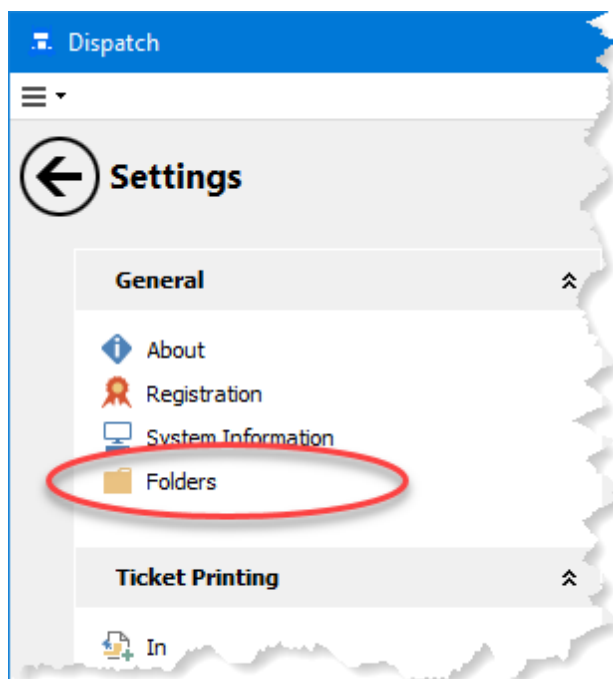 Dispatch
Settings
General
About
Registration
System Information
Folders
Ticket Printing
In